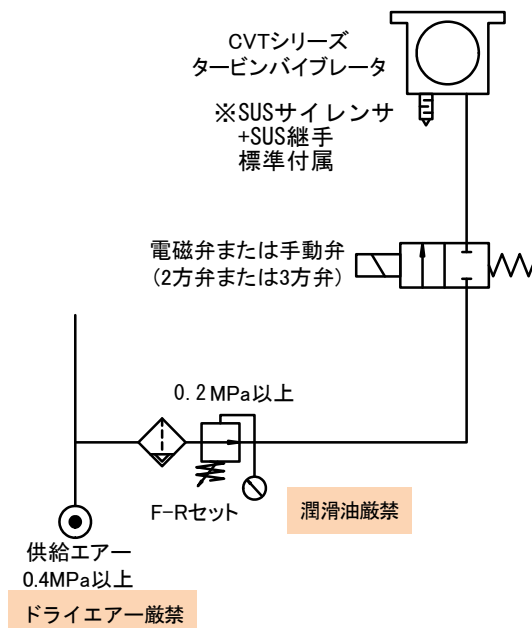 CVTシリーズ
タービンバイブレータ
※SUSサイレンサ
+SUS継手
標準付属
電磁弁または手動弁
(2方弁または3方弁)
0.2MPa以上
F-Rセット
潤滑油厳禁
供給エアー
0.4MPa以上
ドライエアー厳禁